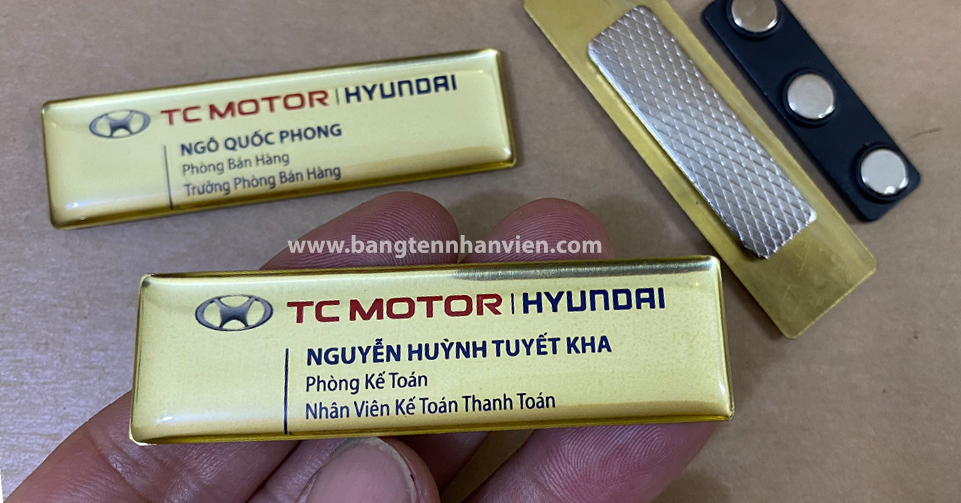 TC MOTOR | HYUNDAI
NGÔ QUỐC PHONG
Phòng Bán Hàng
Trưởng Phòng Bán Hàng
www.bangtennhanvien.com
TC MOTOR | HYUNDAI
NGUYỄN HUỲNH TUYẾT KHA
Phòng Kế Toán
Nhân Viên Kế Toán Thanh Toán